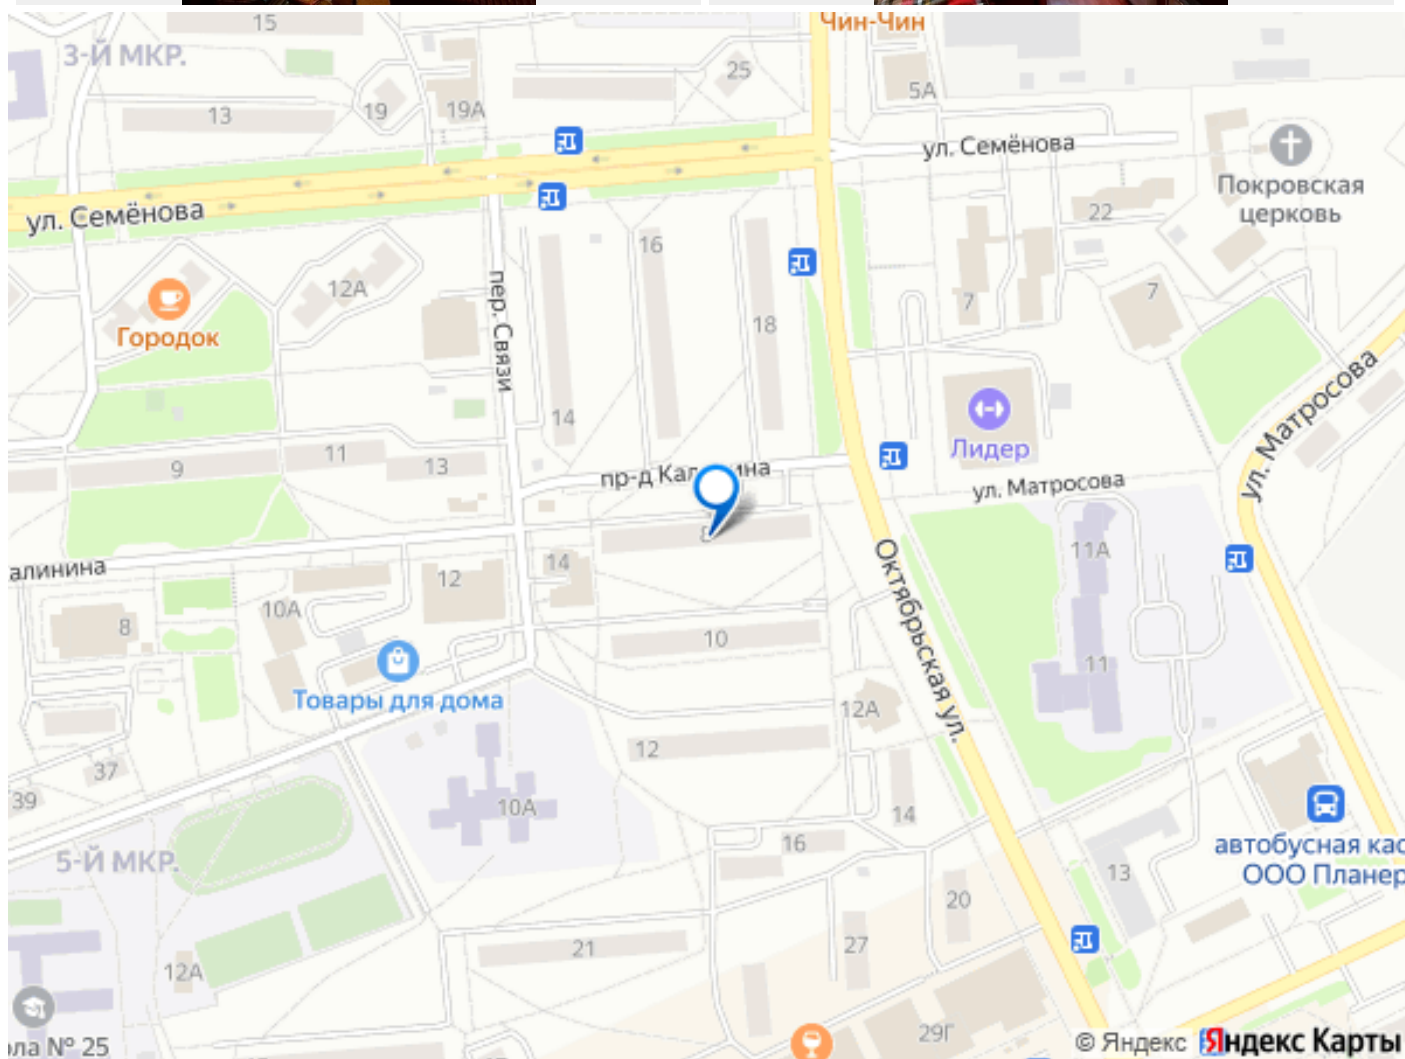 15
3-Й МКР.
Чин-Чин
25
5А
13
19
19А
ул. Семёнова
Покровская
церковь
22
ул. Семёнова
16
12А
7
7
Городок
пер. Связи
18
14
Лидер
ул. Матросова
9
11
13
пр-д Кал
ина
ул. Матросова
алинина
12
14
11А
Октябрьская ул.
10А
8
10
11
Товары для дома
12А
12
37
39
10А
14
16
5-Й МКР.
автобусная кас
ООО Планер
13
20
21
27
12А
29Г
ла № 25
© Яндекс
Яндекс Карты